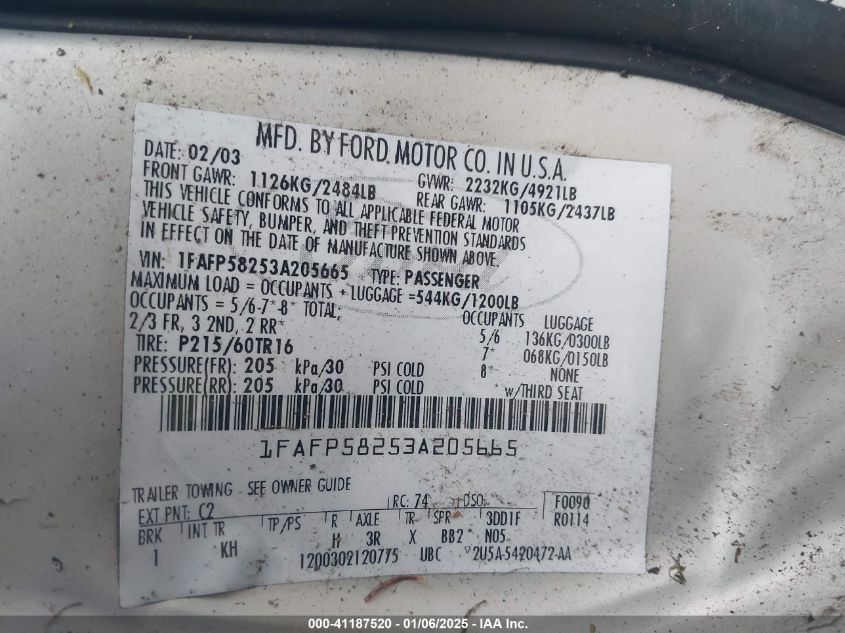 MFD. BY FORD MOTOR CO. IN U.S.A.
DATE: 02/03 GVWR: 2232KG/4921LB
FRONT GAWR: 1126KG/2484LB REAR GAWR: 1105KG/2437LB
THIS VEHICLE CONFORMS TO ALL APPLICABLE FEDERAL MOTOR
VEHICLE SAFETY, BUMPER, AND THEFT PREVENTION STANDARDS
IN EFFECT ON THE DATE OF MANUFACTURE SHOWN ABOVE.
VIN: 1FAFP58253A205665 TYPE: PASSENGER
MAXIMUM LOAD = OCCUPANTS + LUGGAGE =544KG/1200LB
OCCUPANTS = 5/6-7*-8* TOTAL; OCCUPANTS LUGGAGE
2/3 FR, 3 2ND, 2 RR* 5/6 136KG/0300LB
TIRE: P215/60TR16 7* 068KG/0150LB
PRESSURE(FR) 205 kPa/30 PSI COLD 8* NONE
PRESSURE(RR) 205 kPa/30 PSI COLD *w/THIRD SEAT
1FAFP58253A205665
TRAILER TOWING - SEE OWNER GUIDE
EXT PNT: C2 RC: 74 DSO: F0090
BRK INT TR TP/PS R AXLE TR SPR 3DD1F R0114
1 KH H 3R X BB2 N05
1200302120775 UBC 2U5A-5420472-AA
000-41187520 - 01/06/2025 - IAA Inc.